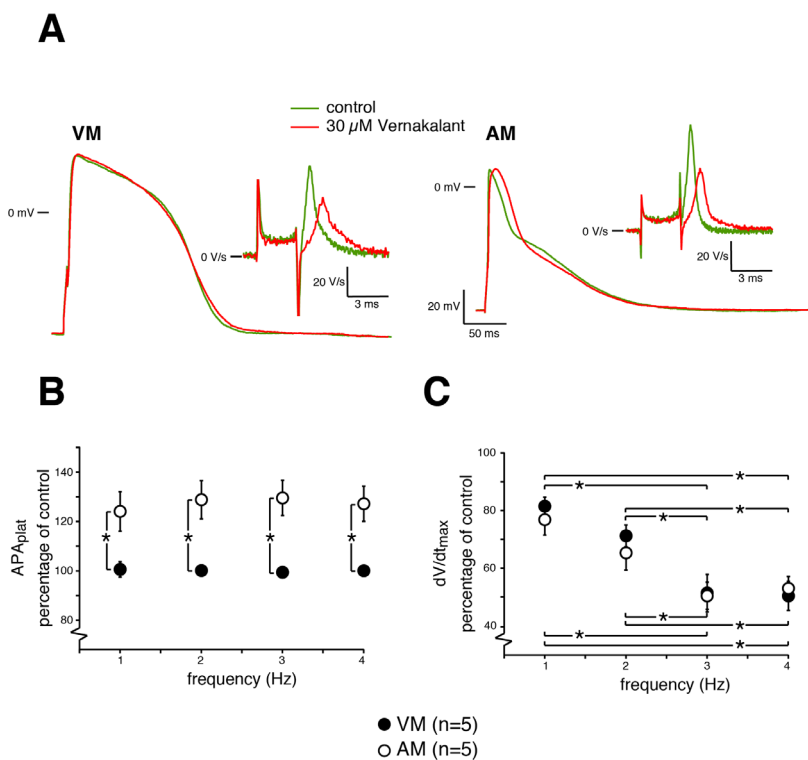 A
control
30 µM Vernakalant
VM
AM
0 mV
0 V/s
20 V/s
3 ms
0 mV
0 V/s
20 V/s
3 ms
20 mV
50 ms
B
APAplat
percentage of control
140
120
100
80
*
*
*
*
1
2
3
4
frequency (Hz)
C
dV/dtmax
percentage of control
100
80
60
40
*
*
*
*
*
*
*
*
1
2
3
4
frequency (Hz)
VM (n=5)
AM (n=5)